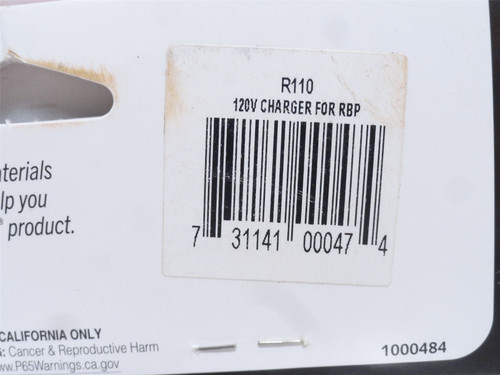 R110
120V CHARGER FOR RBP
7 31141 00047 4
lp you
® product.
CALIFORNIA ONLY
Cancer & Reproductive Harm
www.P65Warnings.ca.gov
1000484